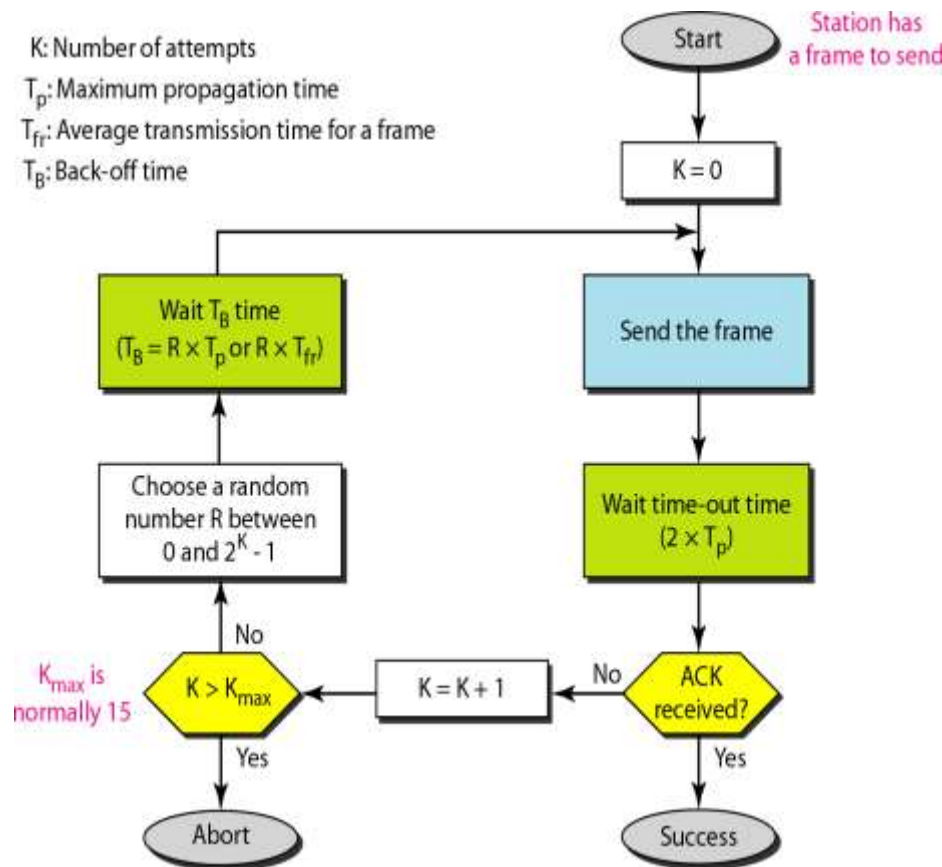 K: Number of attempts
Tp: Maximum propagation time
Tfr: Average transmission time for a frame
TB: Back-off time
Start
Station has
a frame to send
K = 0
Wait TB time
(TB = R × Tp or R × Tfr)
Send the frame
Choose a random
number R between
0 and 2^K - 1
Wait time-out time
(2 × Tp)
No
Kmax is
normally 15
K > Kmax
K = K + 1
No
ACK
received?
Yes
Yes
Abort
Success